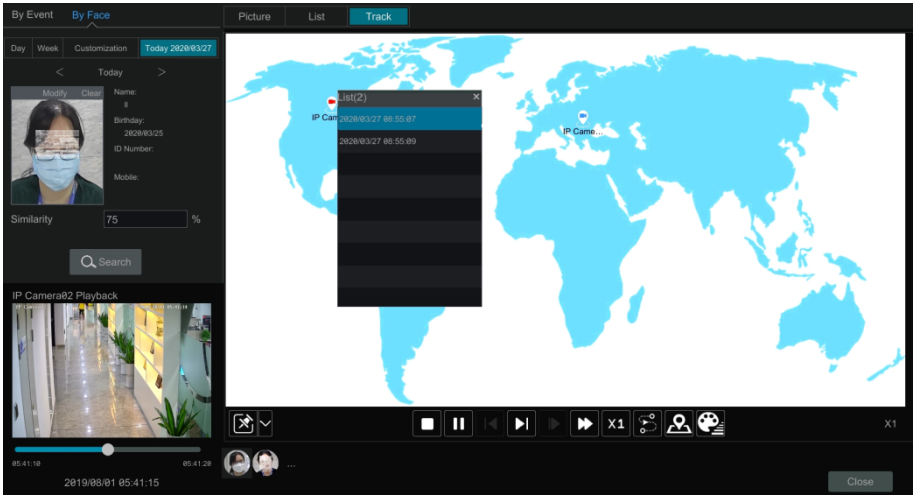 By Event By Face
Picture List Track
Day Week Customization Today 2020/03/27
< Today >
Modify Clear
Name:
8
Birthday:
2020/03/25
ID Number:
Mobile:
Similarity 75 %
Search
List(2) ×
2020/03/27 08:55:07
2020/03/27 08:55:09
IP Cam
IP Came...
IP Camera02 Playback
05:41:10 05:41:20
2019/08/01 05:41:15
X1
X1
...
Close